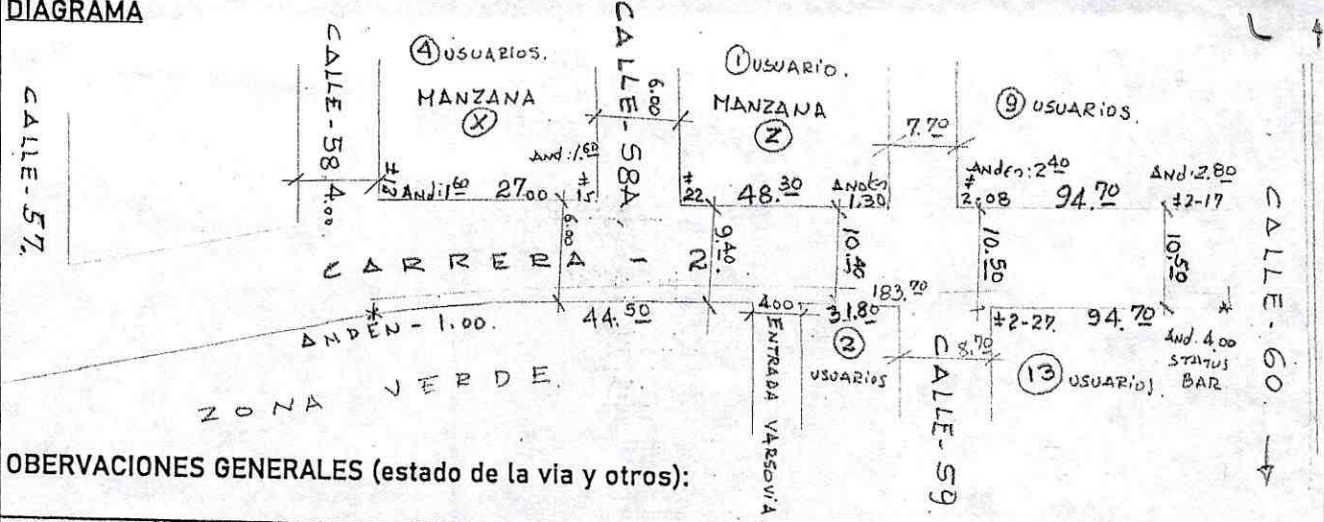 DIAGRAMA
CALLE-57.
CALLE-58
4.00
④ USUARIOS.
MANZANA
Ⓧ
And: 1.60
And: 1.60
27.00
#15
6.00
CALLE-58A
6.00
① USUARIO.
MANZANA
②
#22
48.30
ANDEN
1.30
9.40
10.40
7.70
⑨ USUARIOS.
ANDEN: 2.40
#2-08
94.70
And: 2.80
#2-17
10.50
10.50
CALLE-60
CARRERA-2
183.70
ANDEN - 1.00.
44.50
4.00
ENTRADA VARSOVIA
31.80
②
USUARIOS
8.70
CALLE-59
#2-27
94.70
⑬ USUARIOS
And. 4.00
STATUS
BAR
ZONA VERDE.
OBERVACIONES GENERALES (estado de la via y otros):